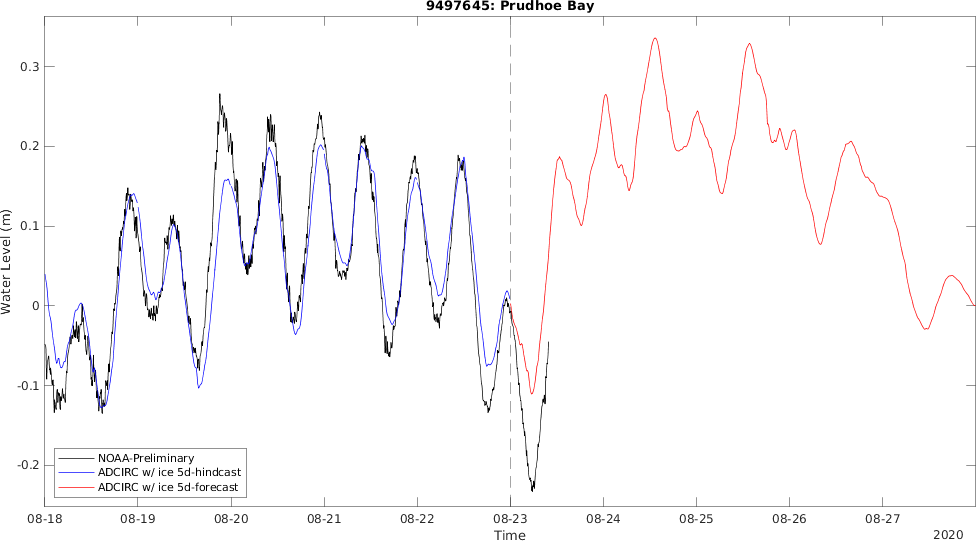 9497645: Prudhoe Bay
0.3
0.2
0.1
0
-0.1
-0.2
Water Level (m)
NOAA-Preliminary
ADCIRC w/ ice 5d-hindcast
ADCIRC w/ ice 5d-forecast
08-18 08-19 08-20 08-21 08-22 08-23 08-24 08-25 08-26 08-27
Time
2020